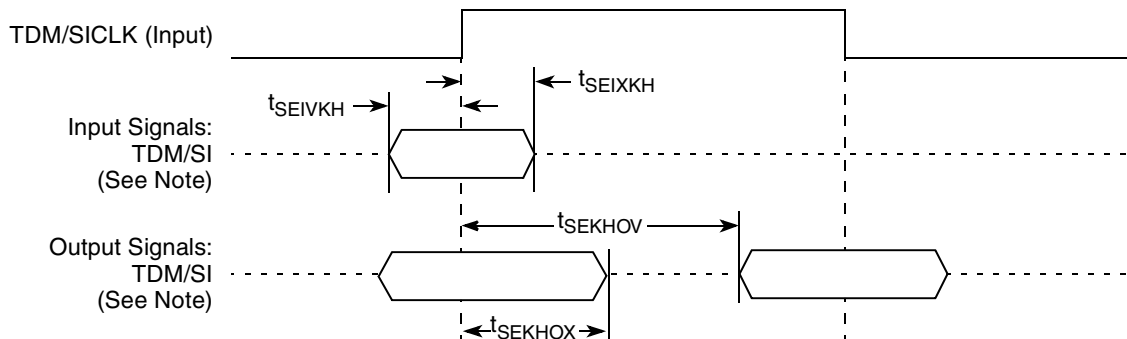 TDM/SICLK (Input)
tSEIXKH
tSEIVKH
Input Signals:
TDM/SI
(See Note)
tSEKHOV
Output Signals:
TDM/SI
(See Note)
tSEKHOX